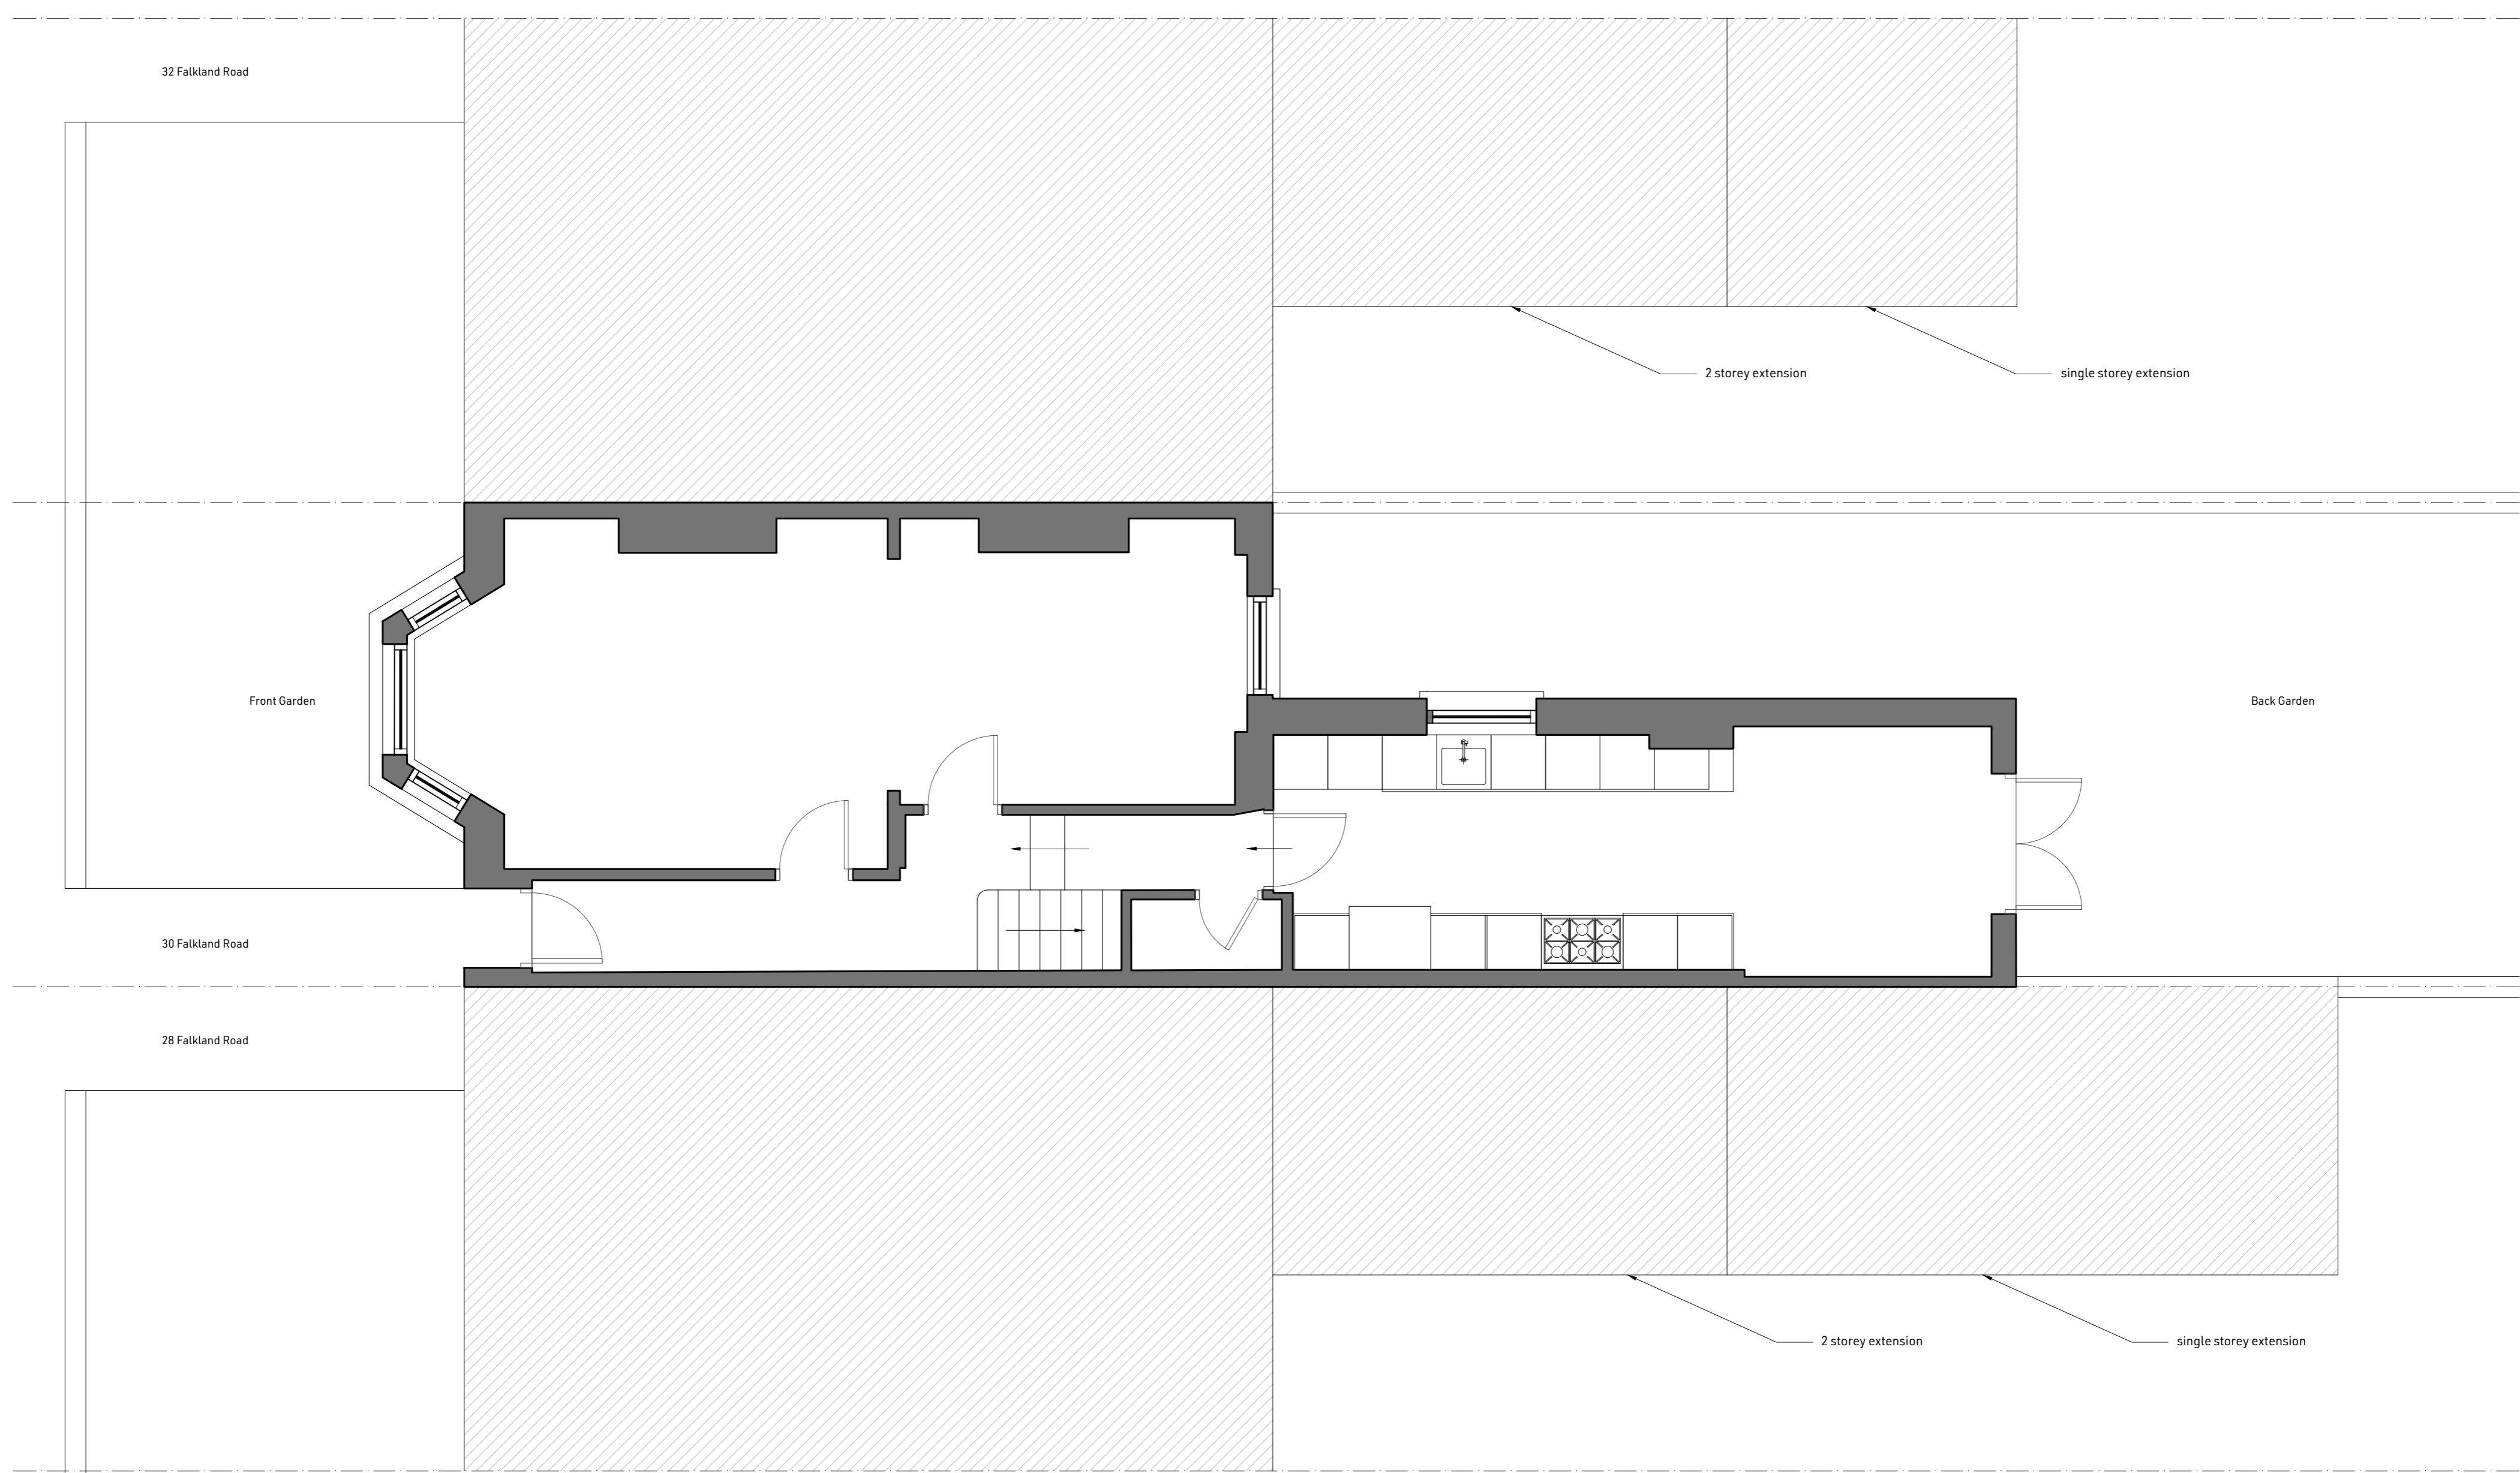 32 Falkland Road
2 storey extension
single storey extension
Front Garden
Back Garden
30 Falkland Road
28 Falkland Road
2 storey extension
single storey extension